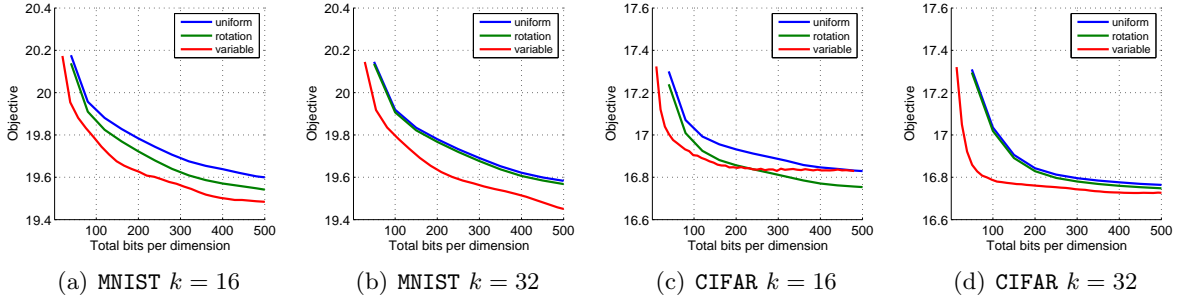 20.4
20.2
20
19.8
19.6
19.4
Objective
100 200 300 400 500
Total bits per dimension
uniform
rotation
variable
(a) MNIST k = 16
20.4
20.2
20
19.8
19.6
19.4
Objective
100 200 300 400 500
Total bits per dimension
uniform
rotation
variable
(b) MNIST k = 32
17.6
17.4
17.2
17
16.8
16.6
Objective
100 200 300 400 500
Total bits per dimension
uniform
rotation
variable
(c) CIFAR k = 16
17.6
17.4
17.2
17
16.8
16.6
Objective
100 200 300 400 500
Total bits per dimension
uniform
rotation
variable
(d) CIFAR k = 32